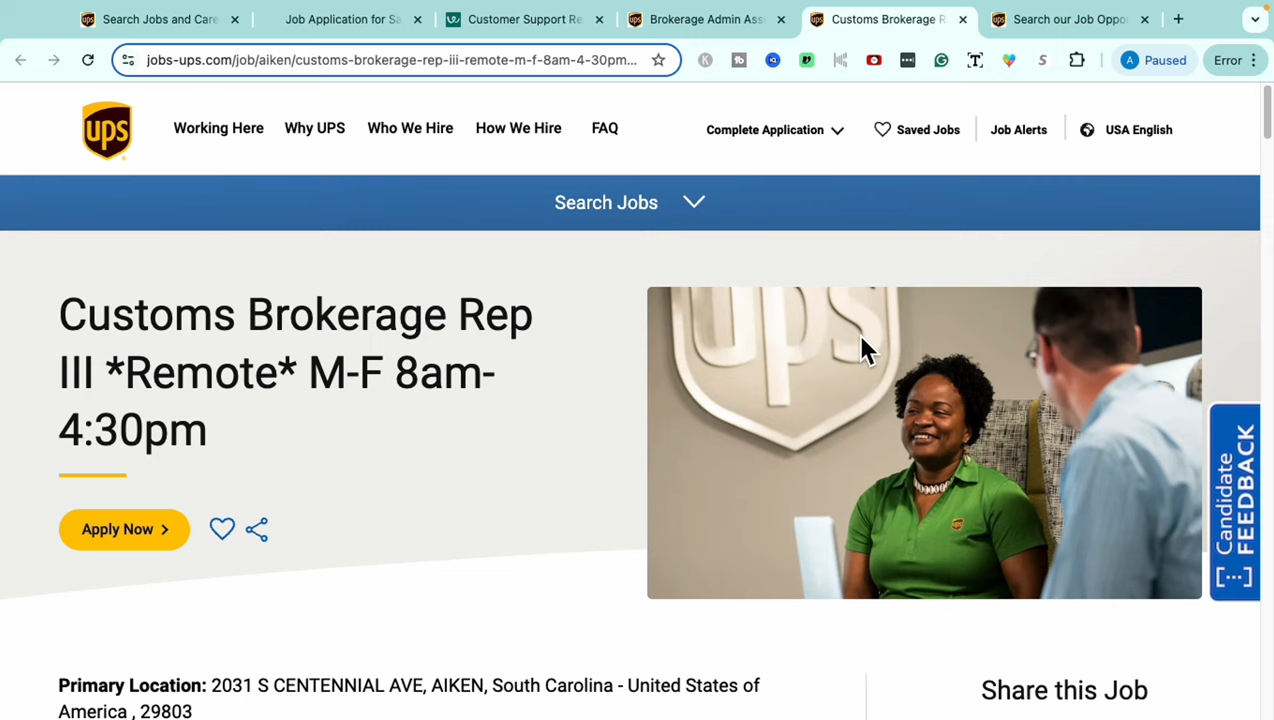 Search Jobs and Care
Job Application for Sa
Customer Support Re
Brokerage Admin Ass
Customs Brokerage R
Search our Job Oppo
jobs-ups.com/job/aiken/customs-brokerage-rep-iii-remote-m-f-8am-4-30pm...
A Paused
Error
ups
Working Here
Why UPS
Who We Hire
How We Hire
FAQ
Complete Application
Saved Jobs
Job Alerts
USA English
Search Jobs
Customs Brokerage Rep
III *Remote* M-F 8am-
4:30pm
ups
Apply Now
Candidate
FEEDBACK
Primary Location: 2031 S CENTENNIAL AVE, AIKEN, South Carolina - United States of
America , 29803
Share this Job